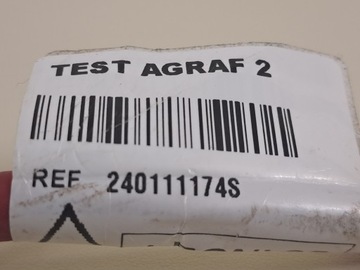 TEST AGRAF 2
REF 240111174S